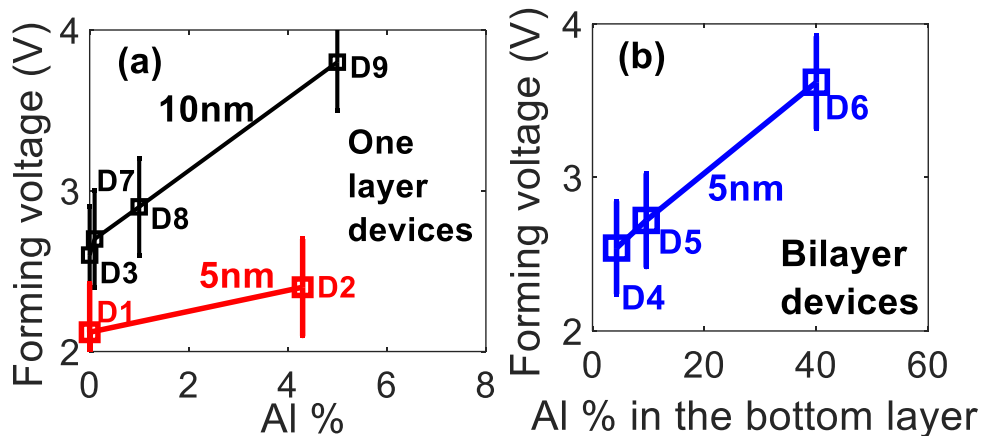 (a)
Forming voltage (V)
4
3
2
0
2
4
6
8
Al %
10nm
D9
D7
D8
D3
One
layer
devices
5nm
D1
D2
(b)
Forming voltage (V)
4
3
2
0
20
40
60
Al % in the bottom layer
D6
5nm
D5
D4
Bilayer
devices